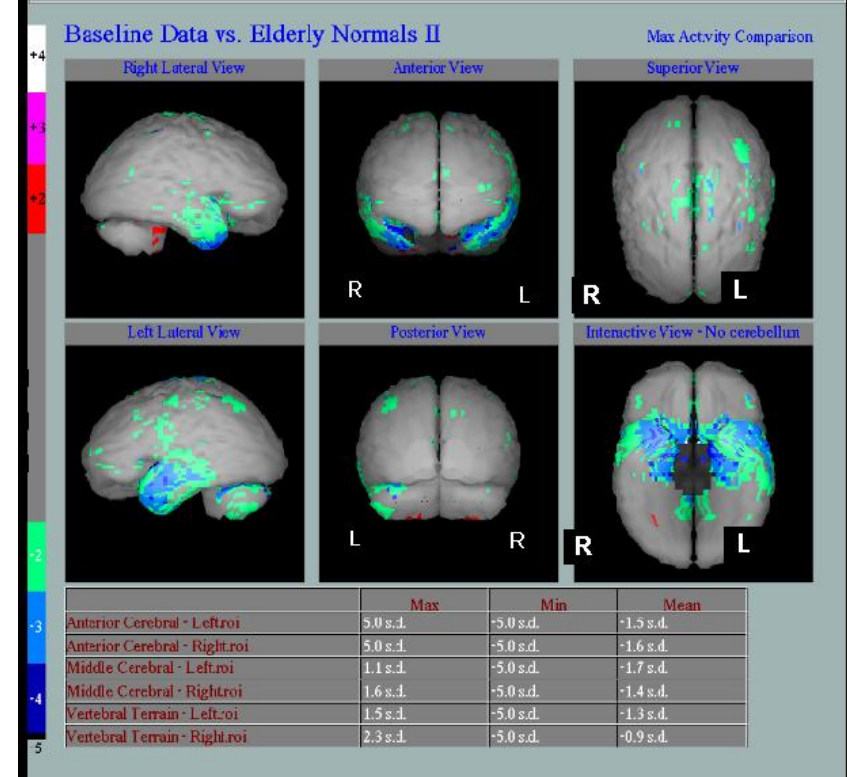 Baseline Data vs. Elderly Normals II
Max Activity Comparison
+4
+3
+2
-2
-3
-4
-5
Right Lateral View
Anterior View
Superior View
R
L
R
L
Left Lateral View
Posterior View
Interactive View - No cerebellum
L
R
R
L
Max Min Mean
Anterior Cerebral - Left.roi 5.0 s.d. -5.0 s.d. -1.5 s.d.
Anterior Cerebral - Right.roi 5.0 s.d. -5.0 s.d. -1.6 s.d.
Middle Cerebral - Left.roi 1.1 s.d. -5.0 s.d. -1.7 s.d.
Middle Cerebral - Right.roi 1.6 s.d. -5.0 s.d. -1.4 s.d.
Vertebral Terrain - Left.roi 1.5 s.d. -5.0 s.d. -1.3 s.d.
Vertebral Terrain - Right.roi 2.3 s.d. -5.0 s.d. -0.9 s.d.